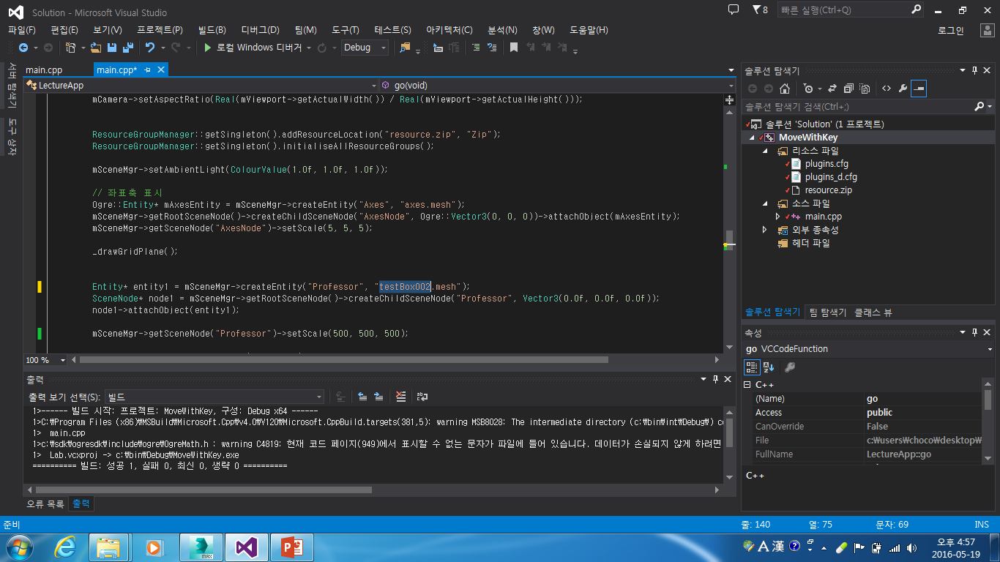 Solution - Microsoft Visual Studio
8
빠른 실행(Ctrl+Q)
파일(F) 편집(E) 보기(V) 프로젝트(P) 빌드(B) 디버그(D) 팀(M) 도구(T) 테스트(S) 아키텍처(C) 분석(N) 창(W) 도움말(H)
로그인
로컬 Windows 디버거
Debug
서버 탐색기
도구 상자
main.cpp
main.cpp*
LectureApp
go(void)
mCamera->setAspectRatio(Real(mViewport->getActualWidth()) / Real(mViewport->getActualHeight()));
ResourceGroupManager::getSingleton().addResourceLocation("resource.zip", "Zip");
ResourceGroupManager::getSingleton().initialiseAllResourceGroups();
mSceneMgr->setAmbientLight(ColourValue(1.0f, 1.0f, 1.0f));
// 좌표축 표시
Ogre::Entity* mAxesEntity = mSceneMgr->createEntity("Axes", "axes.mesh");
mSceneMgr->getRootSceneNode()->createChildSceneNode("AxesNode", Ogre::Vector3(0, 0, 0))->attachObject(mAxesEntity);
mSceneMgr->getSceneNode("AxesNode")->setScale(5, 5, 5);
_drawGridPlane();
Entity* entity1 = mSceneMgr->createEntity("Professor", "testBox002.mesh");
SceneNode* node1 = mSceneMgr->getRootSceneNode()->createChildSceneNode("Professor", Vector3(0.0f, 0.0f, 0.0f));
node1->attachObject(entity1);
mSceneMgr->getSceneNode("Professor")->setScale(500, 500, 500);
100 %
출력
출력 보기 선택(S): 빌드
1>------ 빌드 시작: 프로젝트: MoveWithKey, 구성: Debug x64 ------
1>C:₩Program Files (x86)₩MSBuild₩Microsoft.Cpp₩v4.0₩V120₩Microsoft.CppBuild.targets(381,5): warning MSB8028: The intermediate directory (c:₩bin₩int₩Debug₩) co
1>  main.cpp
1>c:₩sdk₩ogresdk₩include₩ogre₩OgreMath.h : warning C4819: 현재 코드 페이지(949)에서 표시할 수 없는 문자가 파일에 들어 있습니다. 데이터가 손실되지 않게 하려면
1>  Lab.vcxproj -> c:₩bin₩Debug₩MoveWithKey.exe
========== 빌드: 성공 1, 실패 0, 최신 0, 생략 0 ==========
오류 목록
출력
솔루션 탐색기
솔루션 탐색기 검색(Ctrl+;)
솔루션 'Solution' (1 프로젝트)
MoveWithKey
리소스 파일
plugins.cfg
plugins_d.cfg
resource.zip
소스 파일
main.cpp
외부 종속성
헤더 파일
솔루션 탐색기 팀 탐색기 클래스 뷰
속성
go VCCodeFunction
C++
(Name) go
Access public
CanOverride False
File c:₩users₩choco₩desktop₩
FullName LectureApp::go
C++
준비
줄: 140
열: 75
문자: 69
INS
MAX
A 漢
오후 4:57
2016-05-19